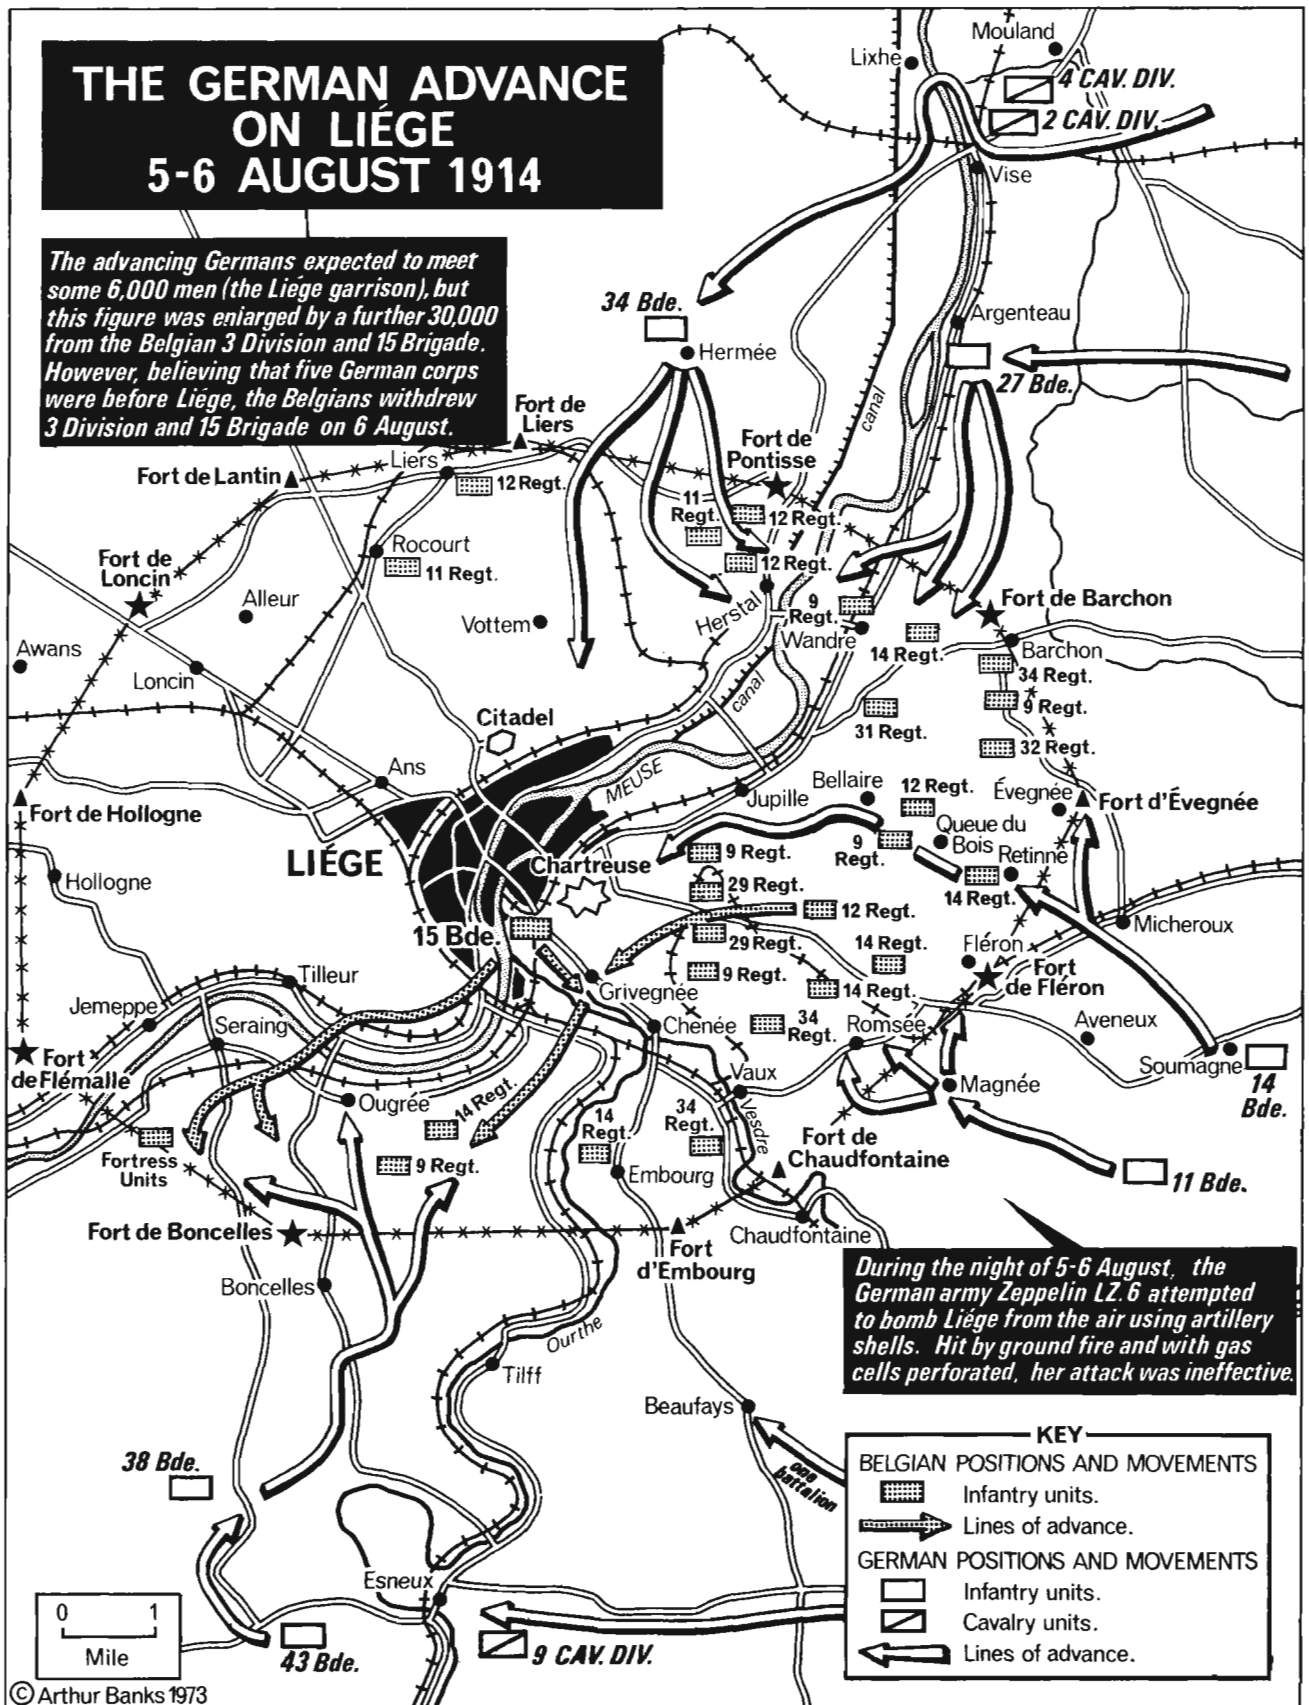 THE GERMAN ADVANCE
ON LIÉGE
5-6 AUGUST 1914
The advancing Germans expected to meet
some 6,000 men (the Liége garrison), but
this figure was enlarged by a further 30,000
from the Belgian 3 Division and 15 Brigade.
However, believing that five German corps
were before Liége, the Belgians withdrew
3 Division and 15 Brigade on 6 August.
Mouland
Lixhe
4 CAV. DIV.
2 CAV. DIV.
Vise
34 Bde.
Hermée
Argenteau
27 Bde.
canal
Fort de
Liers
Fort de
Pontisse
Fort de Lantin
Liers
12 Regt.
11
Regt.
12 Regt.
Rocourt
11 Regt.
12 Regt.
Fort de
Loncin
Alleur
Vottem
Herstal
9
Regt.
Wandre
Fort de Barchon
14 Regt.
Barchon
34 Regt.
9 Regt.
Awans
Loncin
canal
31 Regt.
32 Regt.
Citadel
Ans
MEUSE
Jupille
Bellaire
12 Regt.
Évegnée
Fort d'Évegnée
Fort de Hollogne
LIÉGE
Chartreuse
9 Regt.
9
Regt.
Queue du
Bois
Retinne
Hollogne
29 Regt.
14 Regt.
12 Regt.
Micheroux
15 Bde.
29 Regt.
14 Regt.
Fléron
Fort
de Fléron
Tilleur
Grivegnée
9 Regt.
14 Regt.
Jemeppe
Seraing
Chenée
34
Regt.
Romsée
Aveneux
Fort
de Flémalle
Soumagne
14
Bde.
Vaux
Magnée
Ougrée
14 Regt.
14
Regt.
34
Regt.
Vesdre
Fort de
Chaudfontaine
Fortress
Units
9 Regt.
Embourg
11 Bde.
Fort de Boncelles
Fort
d'Embourg
Chaudfontaine
Boncelles
During the night of 5-6 August, the
German army Zeppelin LZ.6 attempted
to bomb Liége from the air using artillery
shells. Hit by ground fire and with gas
cells perforated, her attack was ineffective.
Ourthe
Tilff
Beaufays
one
battalion
38 Bde.
Esneux
43 Bde.
9 CAV. DIV.
KEY
BELGIAN POSITIONS AND MOVEMENTS
Infantry units.
Lines of advance.
GERMAN POSITIONS AND MOVEMENTS
Infantry units.
Cavalry units.
Lines of advance.
0 1
Mile
© Arthur Banks 1973